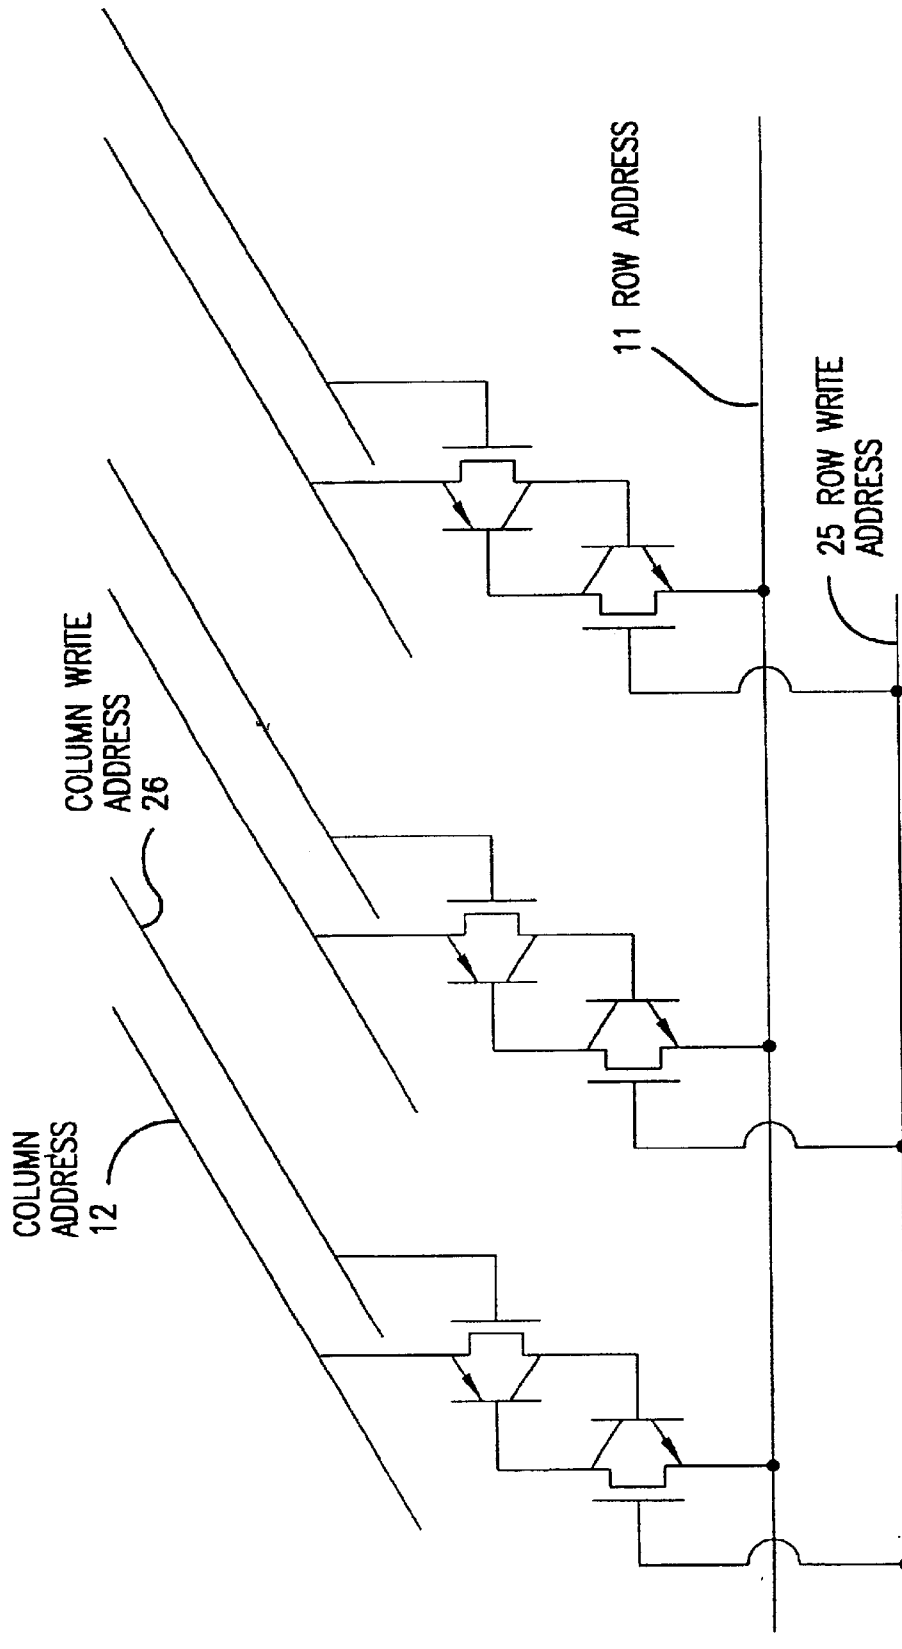 COLUMN
ADDRESS
12
COLUMN WRITE
ADDRESS
26
11 ROW ADDRESS
25 ROW WRITE
ADDRESS